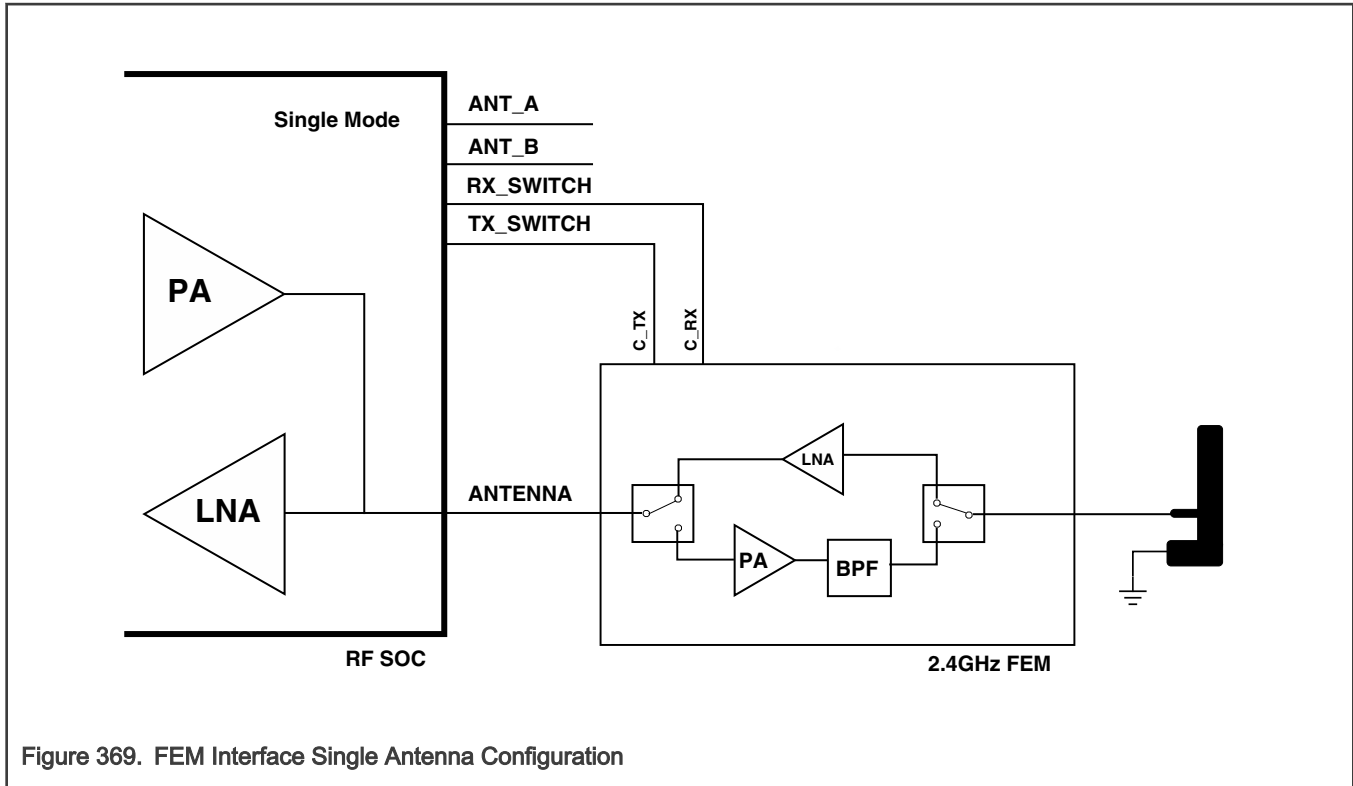 Single Mode
ANT_A
ANT_B
RX_SWITCH
TX_SWITCH
PA
C_TX
C_RX
LNA
LNA
ANTENNA
PA
BPF
RF SOC
2.4GHz FEM
Figure 369. FEM Interface Single Antenna Configuration